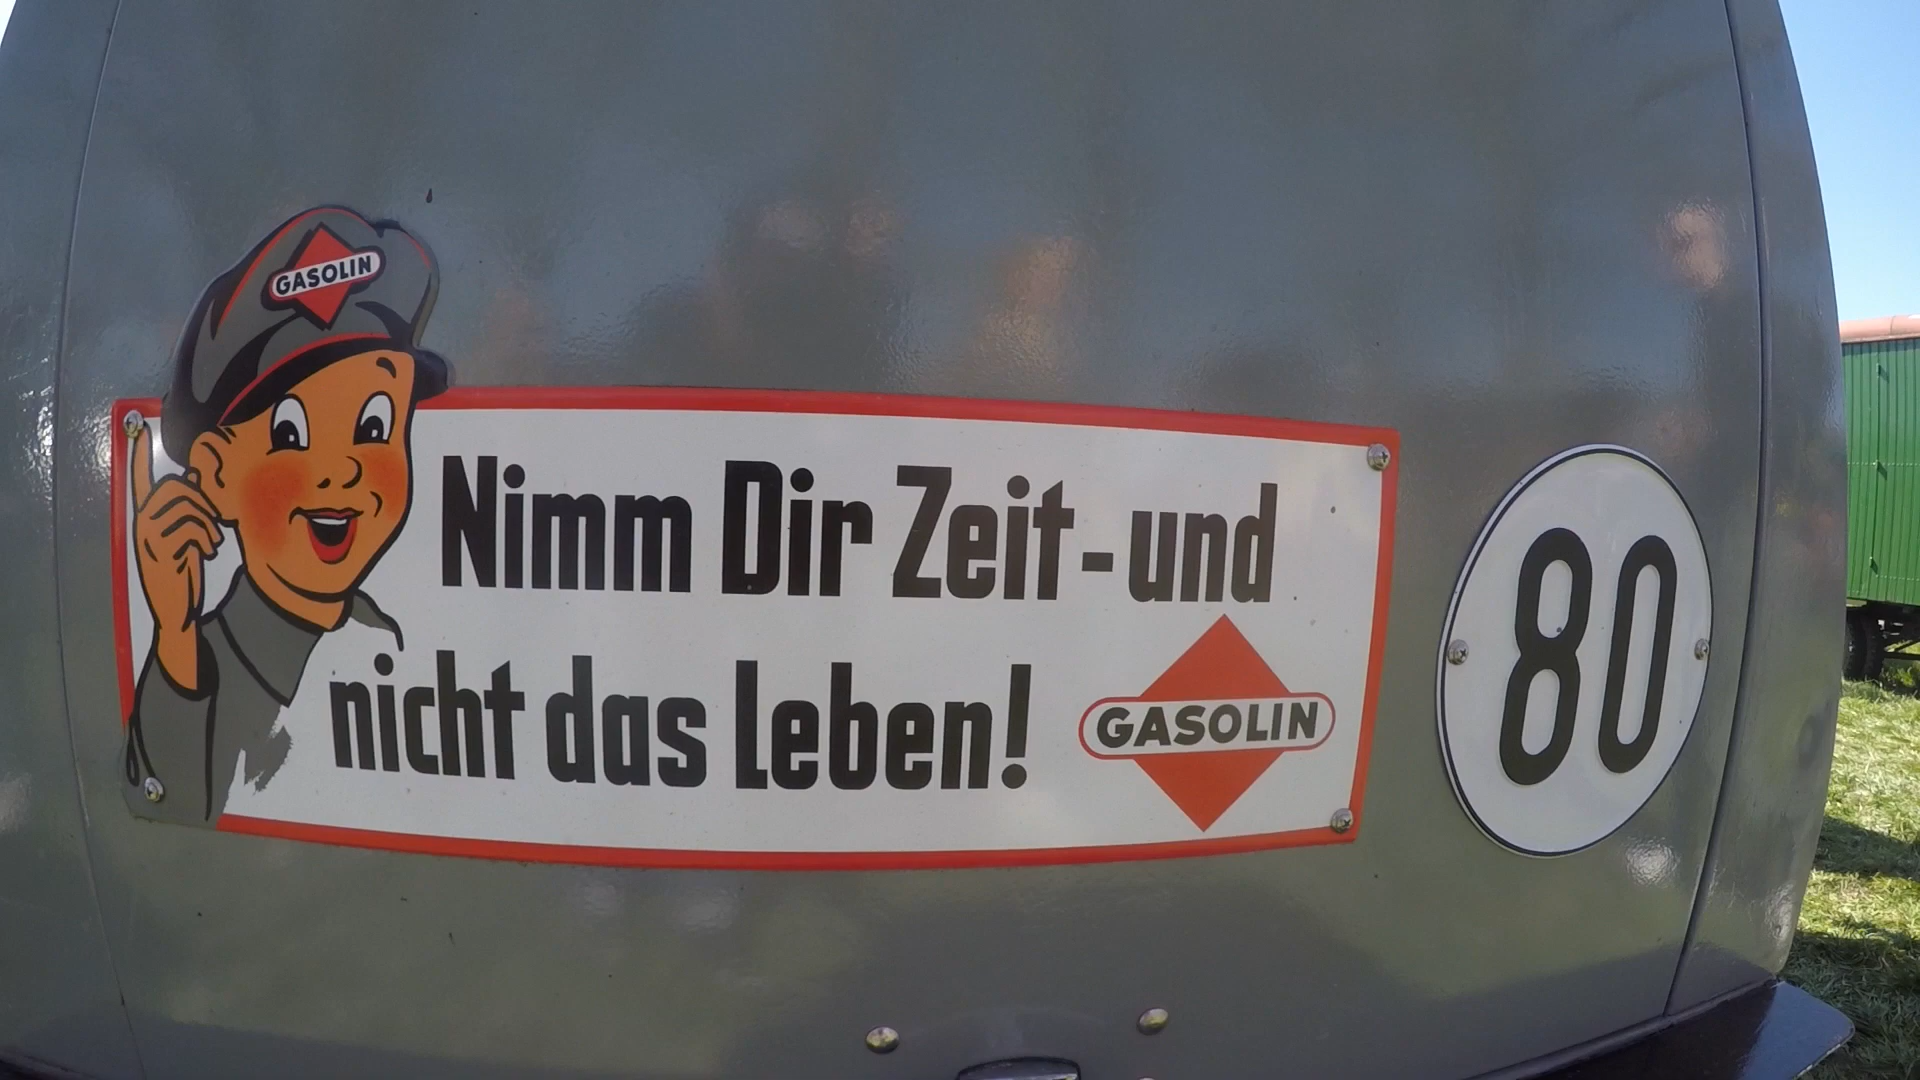 GASOLIN
Nimm Dir Zeit - und
nicht das Leben!
GASOLIN
80